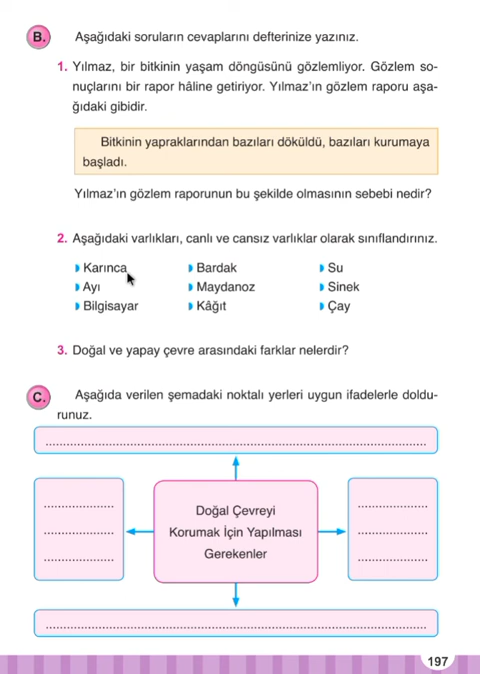 B. Aşağıdaki soruların cevaplarını defterinize yazınız.
1. Yılmaz, bir bitkinin yaşam döngüsünü gözlemliyor. Gözlem so-
nuçlarını bir rapor hâline getiriyor. Yılmaz'ın gözlem raporu aşa-
ğıdaki gibidir.
Bitkinin yapraklarından bazıları döküldü, bazıları kurumaya
başladı.
Yılmaz'ın gözlem raporunun bu şekilde olmasının sebebi nedir?
2. Aşağıdaki varlıkları, canlı ve cansız varlıklar olarak sınıflandırınız.
Karınca Bardak Su
Ayı Maydanoz Sinek
Bilgisayar Kâğıt Çay
3. Doğal ve yapay çevre arasındaki farklar nelerdir?
C. Aşağıda verilen şemadaki noktalı yerleri uygun ifadelerle doldu-
runuz.
Doğal Çevreyi
Korumak İçin Yapılması
Gerekenler
197